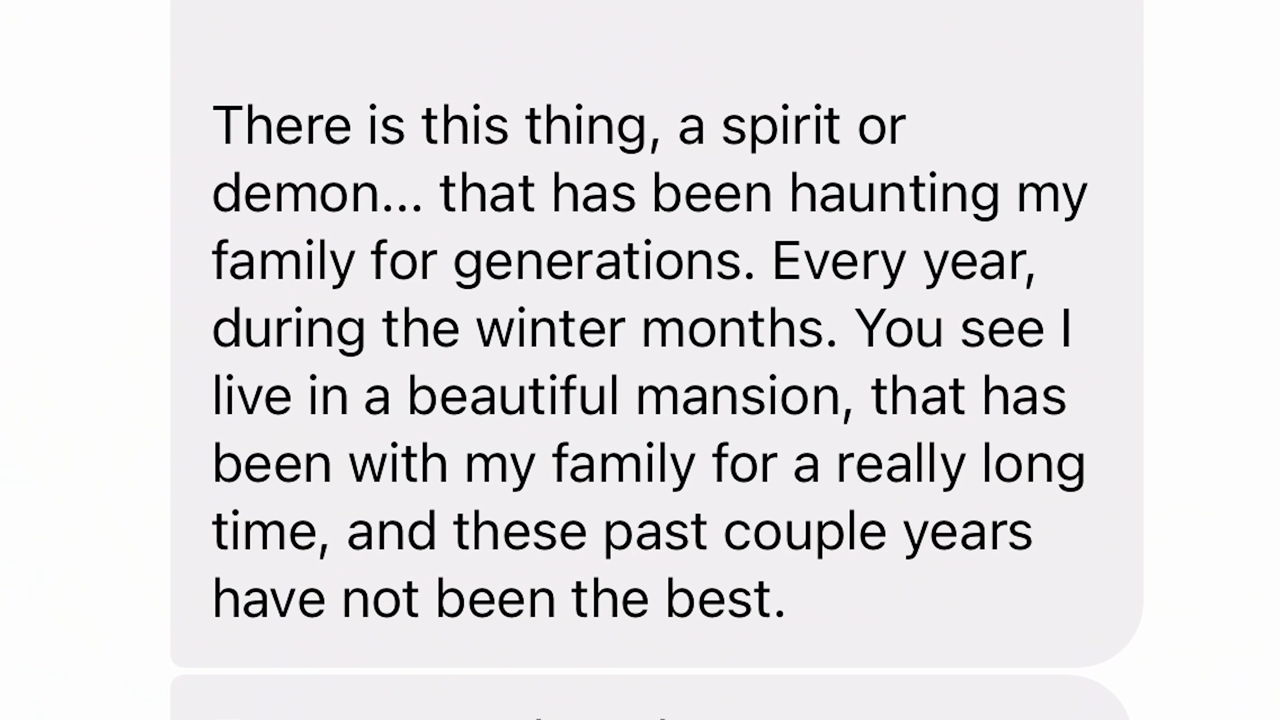 There is this thing, a spirit or
demon... that has been haunting my
family for generations. Every year,
during the winter months. You see I
live in a beautiful mansion, that has
been with my family for a really long
time, and these past couple years
have not been the best.